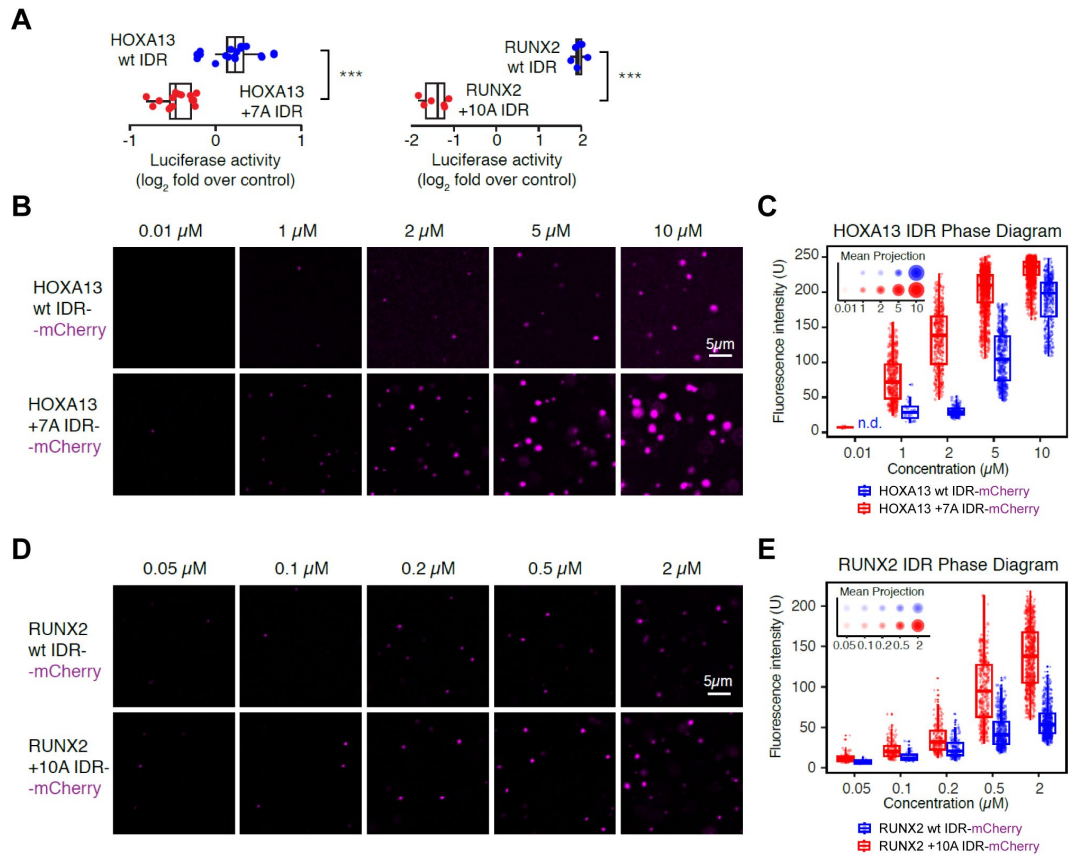 A
HOXA13
wt IDR
HOXA13
+7A IDR
***
-1
0
1
Luciferase activity
(log2 fold over control)
RUNX2
wt IDR
RUNX2
+10A IDR
***
-2
-1
0
1
2
Luciferase activity
(log2 fold over control)
B
0.01 µM
1 µM
2 µM
5 µM
10 µM
HOXA13
wt IDR-
-mCherry
5µm
HOXA13
+7A IDR-
-mCherry
C
HOXA13 IDR Phase Diagram
Mean Projection
0.01
1
2
5
10
Fluorescence intensity (U)
250
200
150
100
50
0
n.d.
0.01
1
2
5
10
Concentration (µM)
HOXA13 wt IDR-mCherry
HOXA13 +7A IDR-mCherry
D
0.05 µM
0.1 µM
0.2 µM
0.5 µM
2 µM
RUNX2
wt IDR-
-mCherry
5µm
RUNX2
+10A IDR-
-mCherry
E
RUNX2 IDR Phase Diagram
Mean Projection
0.05
0.1
0.2
0.5
2
Fluorescence intensity (U)
200
150
100
50
0
0.05
0.1
0.2
0.5
2
Concentration (µM)
RUNX2 wt IDR-mCherry
RUNX2 +10A IDR-mCherry